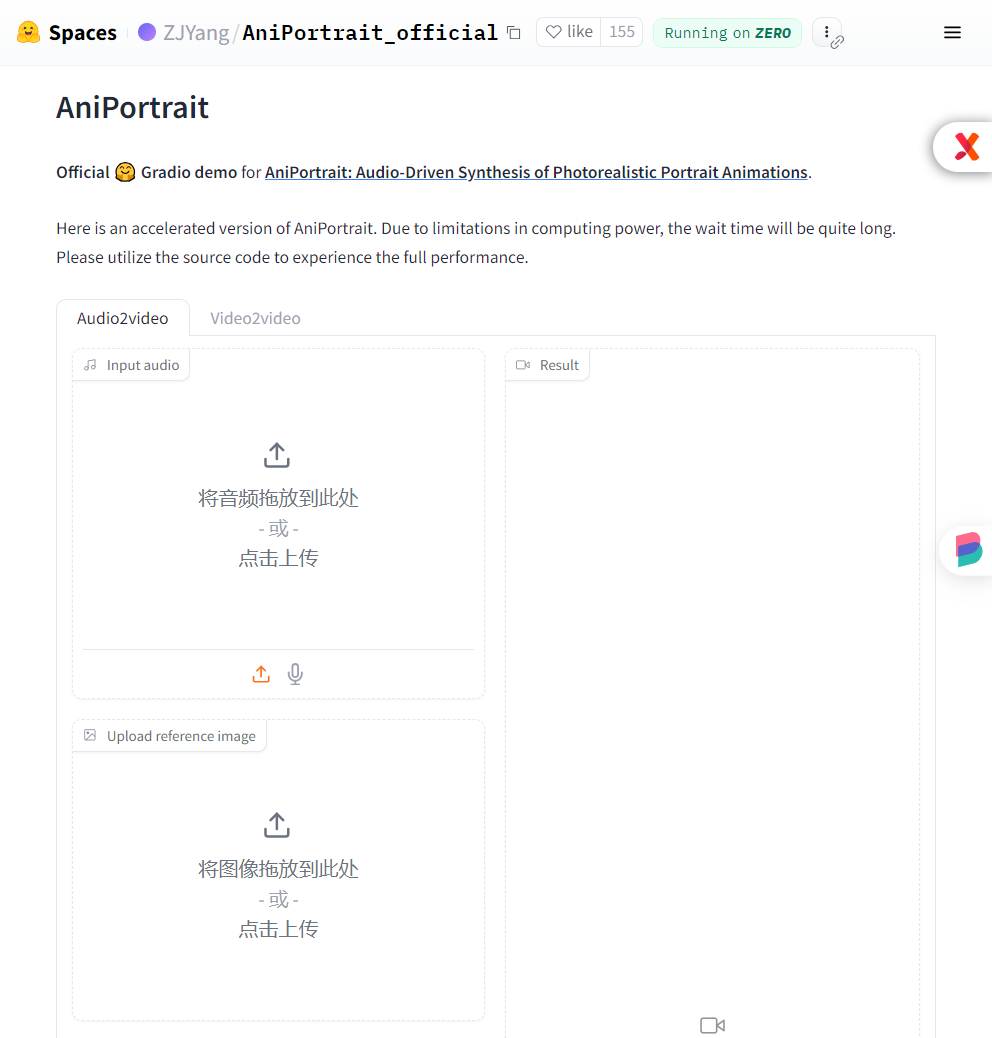 Spaces ZJYang/AniPortrait_official like 155 Running on ZERO
AniPortrait
Official 🤗 Gradio demo for AniPortrait: Audio-Driven Synthesis of Photorealistic Portrait Animations.
Here is an accelerated version of AniPortrait. Due to limitations in computing power, the wait time will be quite long.
Please utilize the source code to experience the full performance.
Audio2video Video2video
Input audio
将音频拖放到此处
- 或 -
点击上传
Upload reference image
将图像拖放到此处
- 或 -
点击上传
Result